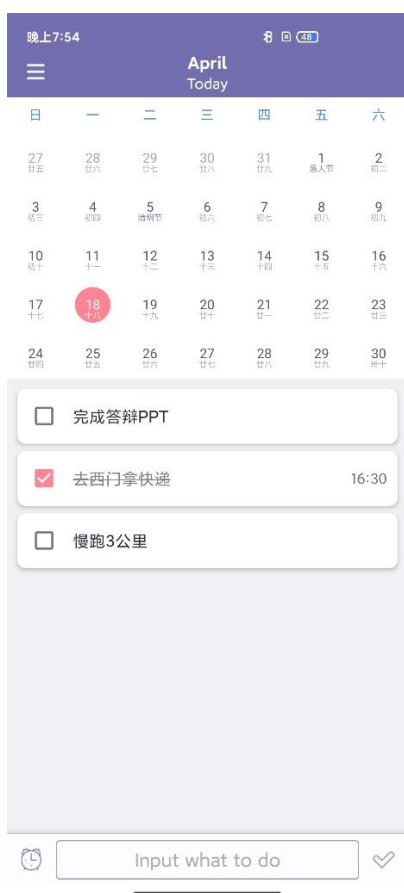 晚上7:54
48
April
Today
日 一 二 三 四 五 六
27 28 29 30 31 1 2
廿五 廿六 廿七 廿八 廿九 愚人节 初二
3 4 5 6 7 8 9
初三 初四 清明节 初六 初七 初八 初九
10 11 12 13 14 15 16
初十 十一 十二 十三 十四 十五 十六
17 18 19 20 21 22 23
十七 十八 十九 二十 廿一 廿二 廿三
24 25 26 27 28 29 30
廿四 廿五 廿六 廿七 廿八 廿九 卅十
完成答辩PPT
去西门拿快递 16:30
慢跑3公里
Input what to do